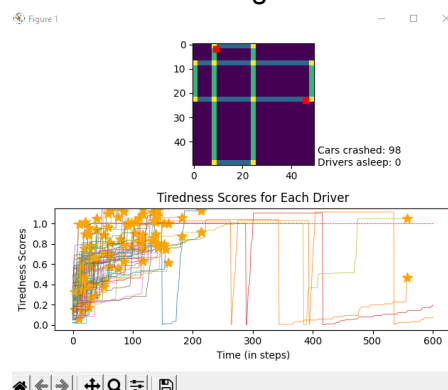 Figure 1
0
10
20
30
40
0 20 40
Cars crashed: 98
Drivers asleep: 0
Tiredness Scores for Each Driver
Tiredness Scores
1.0
0.8
0.6
0.4
0.2
0.0
0 100 200 300 400 500 600
Time (in steps)